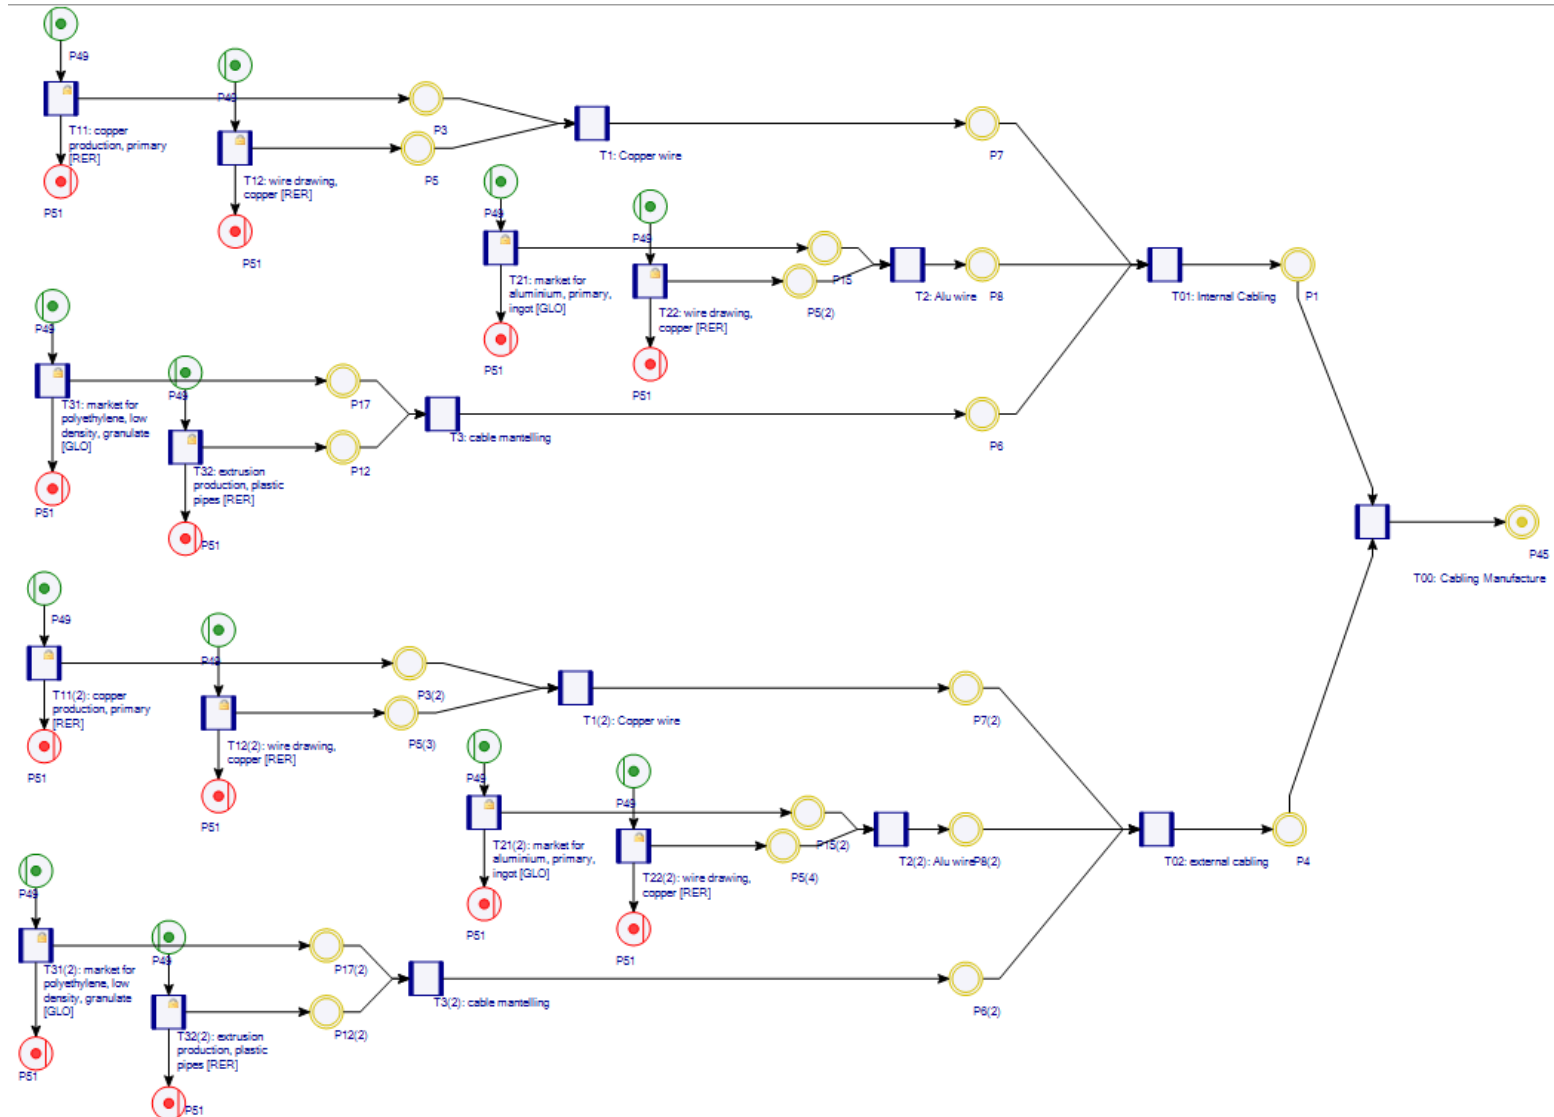 P49
P49
T11: copper
production, primary
[RER]
P3
P5
T1: Copper wire
P7
T12: wire drawing,
copper [RER]
P51
P51
P49
P49
T21: market for
aluminium, primary,
ingot [GLO]
P15
P5(2)
T22: wire drawing,
copper [RER]
T2: Alu wire
P8
T01: Internal Cabling
P1
P51
P51
P49
P49
T31: market for
polyethylene, low
density, granulate
[GLO]
P17
P12
T3: cable mantelling
P6
T32: extrusion
production, plastic
pipes [RER]
P51
P51
P45
T00: Cabling Manufacture
P49
P49
T11(2): copper
production, primary
[RER]
P3(2)
P5(3)
T1(2): Copper wire
P7(2)
T12(2): wire drawing,
copper [RER]
P51
P51
P49
P49
T21(2): market for
aluminium, primary,
ingot [GLO]
P15(2)
P5(4)
T22(2): wire drawing,
copper [RER]
T2(2): Alu wire
P8(2)
T02: external cabling
P4
P51
P51
P49
P49
T31(2): market for
polyethylene, low
density, granulate
[GLO]
P17(2)
P12(2)
T3(2): cable mantelling
P6(2)
T32(2): extrusion
production, plastic
pipes [RER]
P51
P51